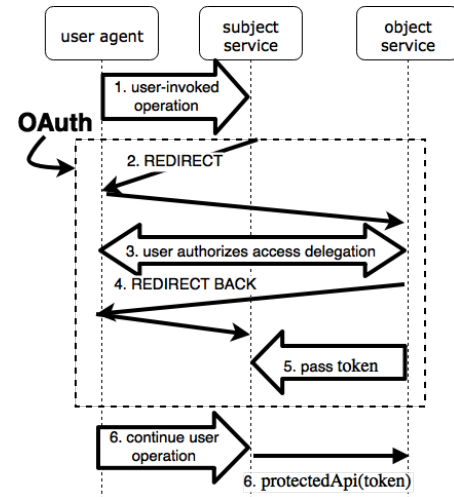 user agent
subject
service
object
service
1. user-invoked
operation
OAuth
2. REDIRECT
3. user authorizes access delegation
4. REDIRECT BACK
5. pass token
6. continue user
operation
6. protectedApi(token)